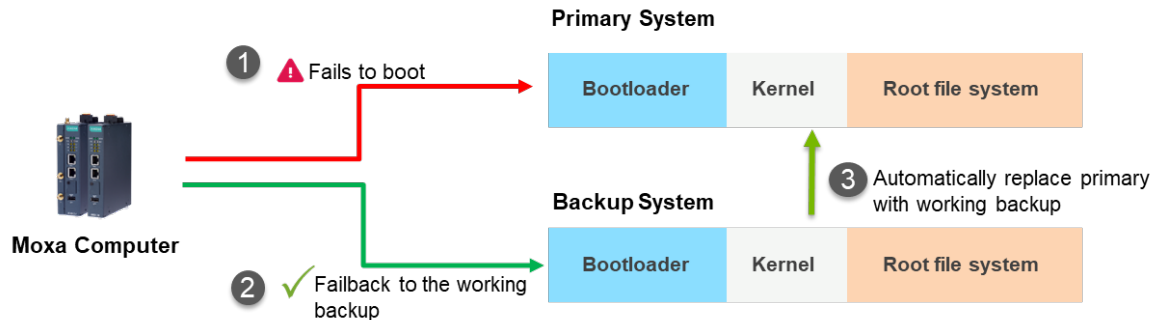 Primary System
1
Fails to boot
Bootloader
Kernel
Root file system
3
Automatically replace primary
with working backup
Backup System
Moxa Computer
Bootloader
Kernel
Root file system
2
Failback to the working
backup